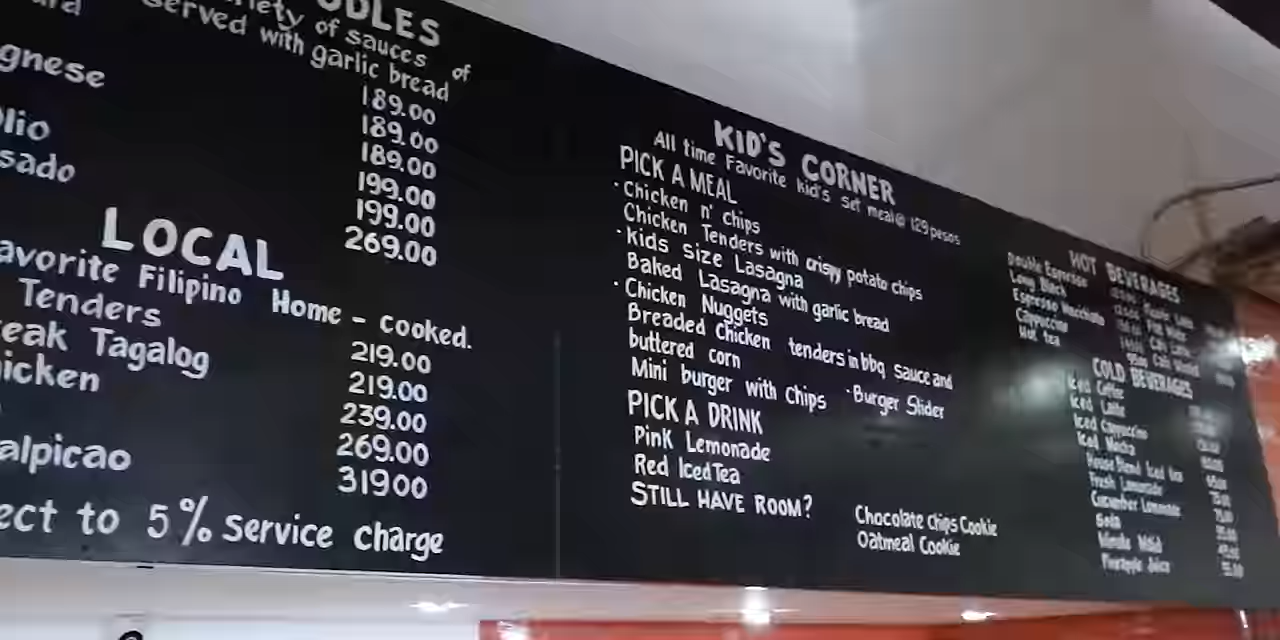 ODLES
riety of sauces of
served with garlic bread
gnese
189.00
189.00
lio
189.00
sado
199.00
199.00
269.00
LOCAL
avorite Filipino Home - cooked.
Tenders
219.00
eak Tagalog
219.00
icken
239.00
269.00
alpicao
31900
ect to 5% service charge
KID'S CORNER
All time Favorite kid's set meal@ 129 pesos
PICK A MEAL
· Chicken n' chips
Chicken Tenders with crispy potato chips
· Kids size Lasagna
Baked Lasagna with garlic bread
· Chicken Nuggets
Breaded chicken tenders in bbq sauce and
buttered corn
· Burger Slider
Mini burger with chips
PICK A DRINK
Pink Lemonade
Red Iced Tea
STILL HAVE ROOM?
Chocolate chips Cookie
Oatmeal Cookie
HOT BEVERAGES
Double Espresso
Long Black
Espresso Macchiato
Cappuccino
Hot tea
COLD BEVERAGES
Iced Coffee
Iced Latte
Iced Cappuccino
Iced Mocha
House Blend Iced tea
Fresh Lemonade
Cucumber Lemonade
Soda
Minute Maid
Pineapple Juice